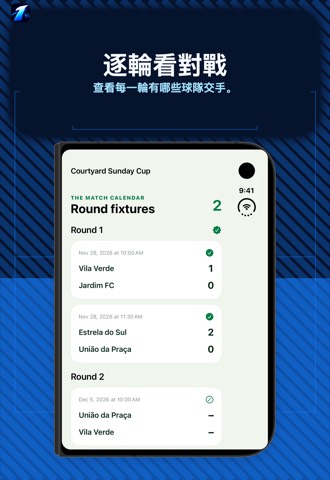 逐輪看對戰
查看每一輪有哪些球隊交手。
Courtyard Sunday Cup
9:41
THE MATCH CALENDAR
Round fixtures 2
Round 1
Nov 28, 2026 at 10:00 AM
Vila Verde 1
Jardim FC 0
Nov 28, 2026 at 11:30 AM
Estrela do Sul 2
União da Praça 0
Round 2
Dec 5, 2026 at 10:00 AM
União da Praça –
Vila Verde –